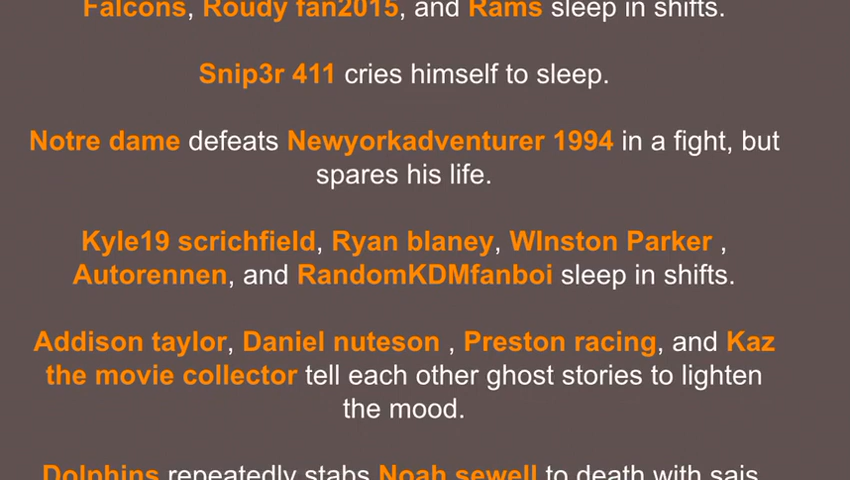 Falcons, Roudy fan2015, and Rams sleep in shifts.
Snip3r 411 cries himself to sleep.
Notre dame defeats Newyorkadventurer 1994 in a fight, but
spares his life.
Kyle19 scrichfield, Ryan blaney, WInston Parker ,
Autorennen, and RandomKDMfanboi sleep in shifts.
Addison taylor, Daniel nuteson , Preston racing, and Kaz
the movie collector tell each other ghost stories to lighten
the mood.
Dolphins repeatedly stabs Noah sewell to death with sais.